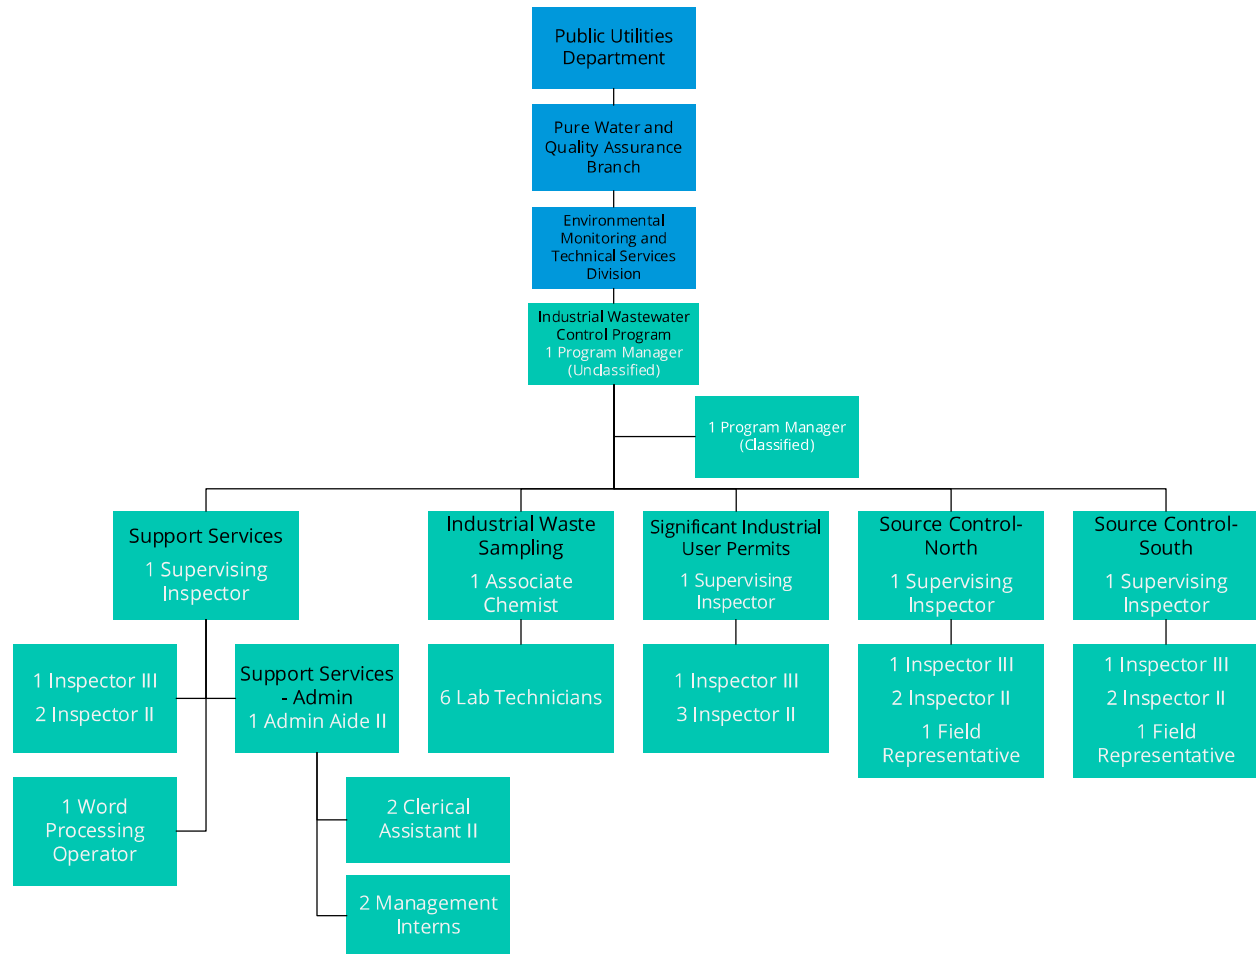 Public Utilities
Department
Pure Water and
Quality Assurance
Branch
Environmental
Monitoring and
Technical Services
Division
Industrial Wastewater
Control Program
1 Program Manager
(Unclassified)
1 Program Manager
(Classified)
Support Services
1 Supervising
Inspector
Industrial Waste
Sampling
1 Associate
Chemist
Significant Industrial
User Permits
1 Supervising
Inspector
Source Control-
North
1 Supervising
Inspector
Source Control-
South
1 Supervising
Inspector
1 Inspector III
2 Inspector II
Support Services
- Admin
1 Admin Aide II
6 Lab Technicians
1 Inspector III
3 Inspector II
1 Inspector III
2 Inspector II
1 Field
Representative
1 Inspector III
2 Inspector II
1 Field
Representative
1 Word
Processing
Operator
2 Clerical
Assistant II
2 Management
Interns